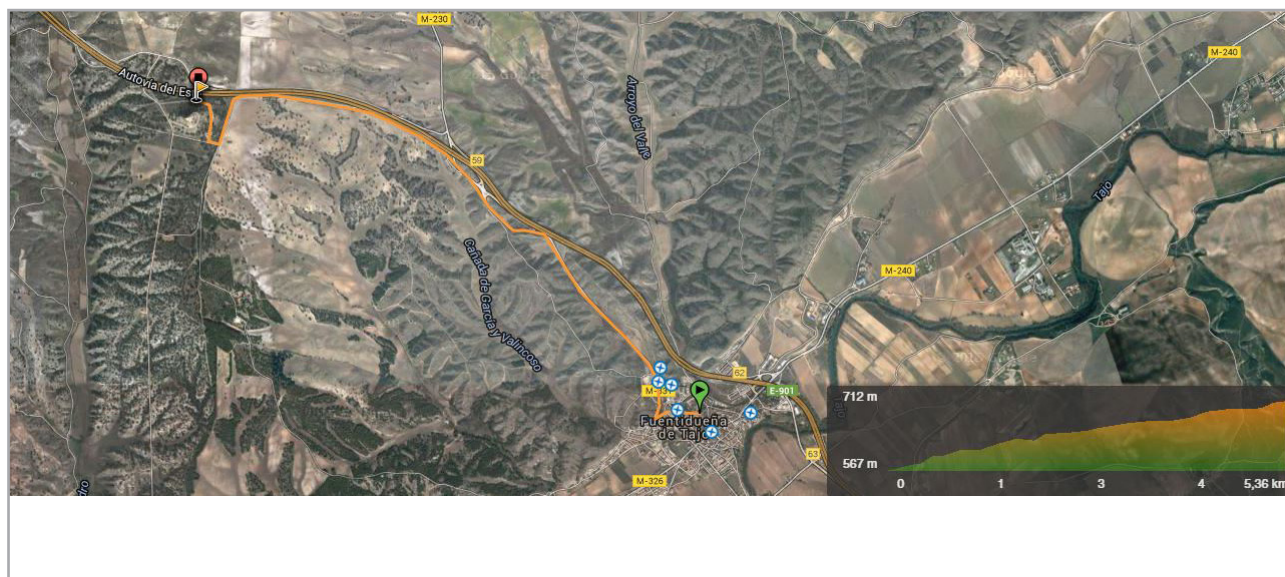 M-230
M-240
Autovía del Es
Arroyo del Valle
59
Tajo
Cañada de García y Valincoso
M-240
62
E-901
Fuentidueña
de Tajo
63
M-326
712 m
567 m
0 1 3 4 5,36 km